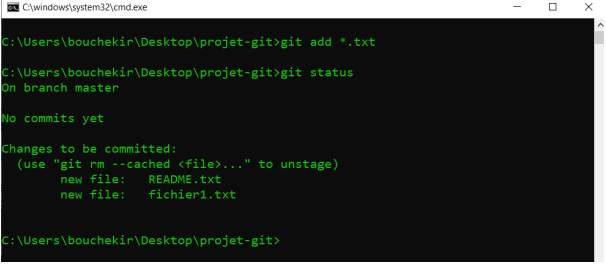 C:\windows\system32\cmd.exe
C:\Users\bouchekir\Desktop\projet-git>git add *.txt
C:\Users\bouchekir\Desktop\projet-git>git status
On branch master
No commits yet
Changes to be committed:
  (use "git rm --cached <file>..." to unstage)
        new file:   README.txt
        new file:   fichier1.txt
C:\Users\bouchekir\Desktop\projet-git>